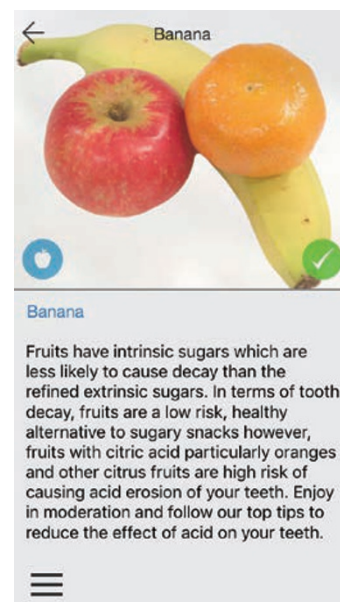 Banana
Banana
Fruits have intrinsic sugars which are
less likely to cause decay than the
refined extrinsic sugars. In terms of tooth
decay, fruits are a low risk, healthy
alternative to sugary snacks however,
fruits with citric acid particularly oranges
and other citrus fruits are high risk of
causing acid erosion of your teeth. Enjoy
in moderation and follow our top tips to
reduce the effect of acid on your teeth.